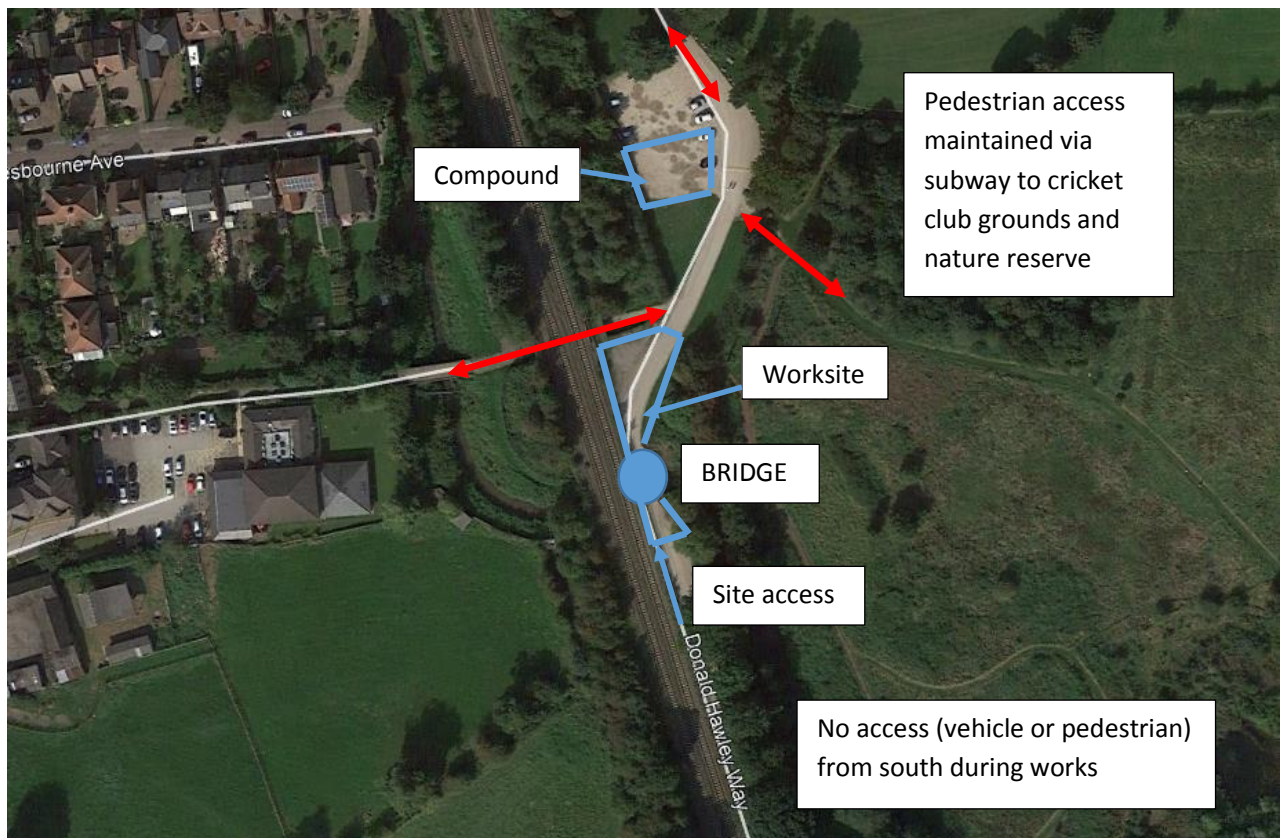 Pedestrian access
maintained via
subway to cricket
club grounds and
nature reserve
esbourne Ave
Compound
Worksite
BRIDGE
Site access
Donald Hawley Way
No access (vehicle or pedestrian)
from south during works